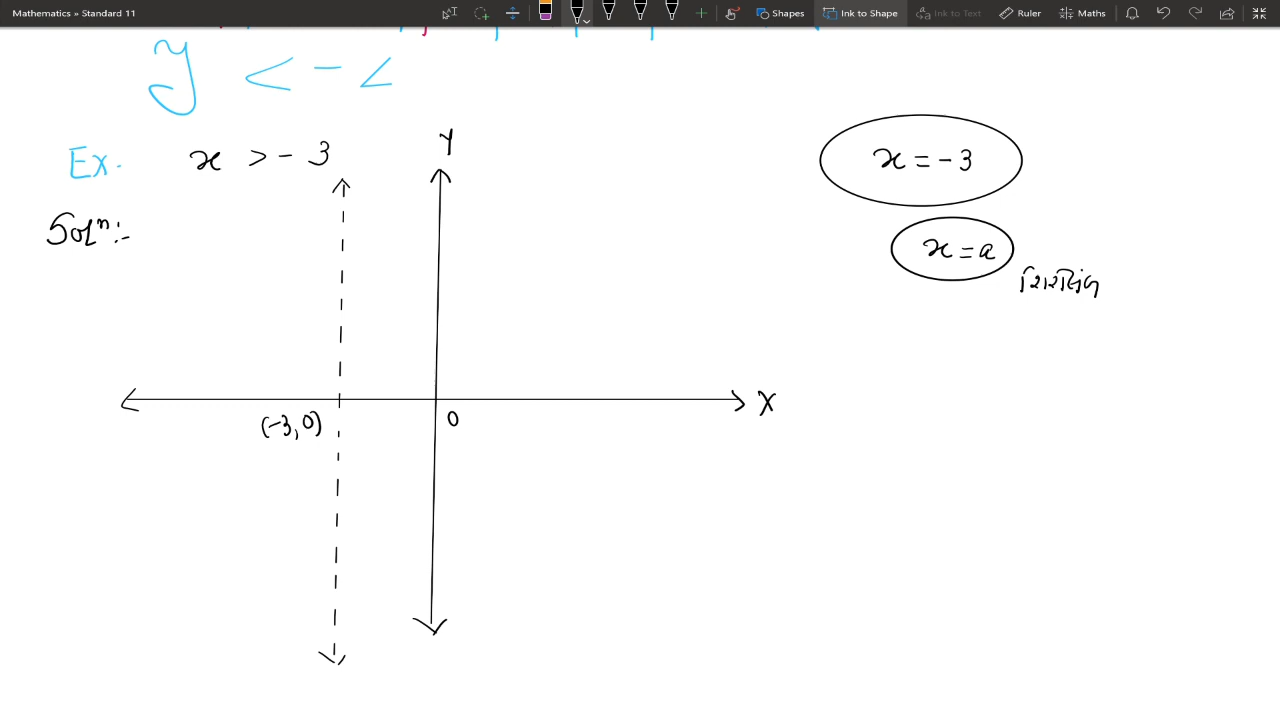 Mathematics » Standard 11
Shapes
Ink to Shape
Ink to Text
Ruler
Maths
y < -2
Ex. x > -3
Y
x = -3
Solⁿ:-
x = a
X
(-3,0)
0